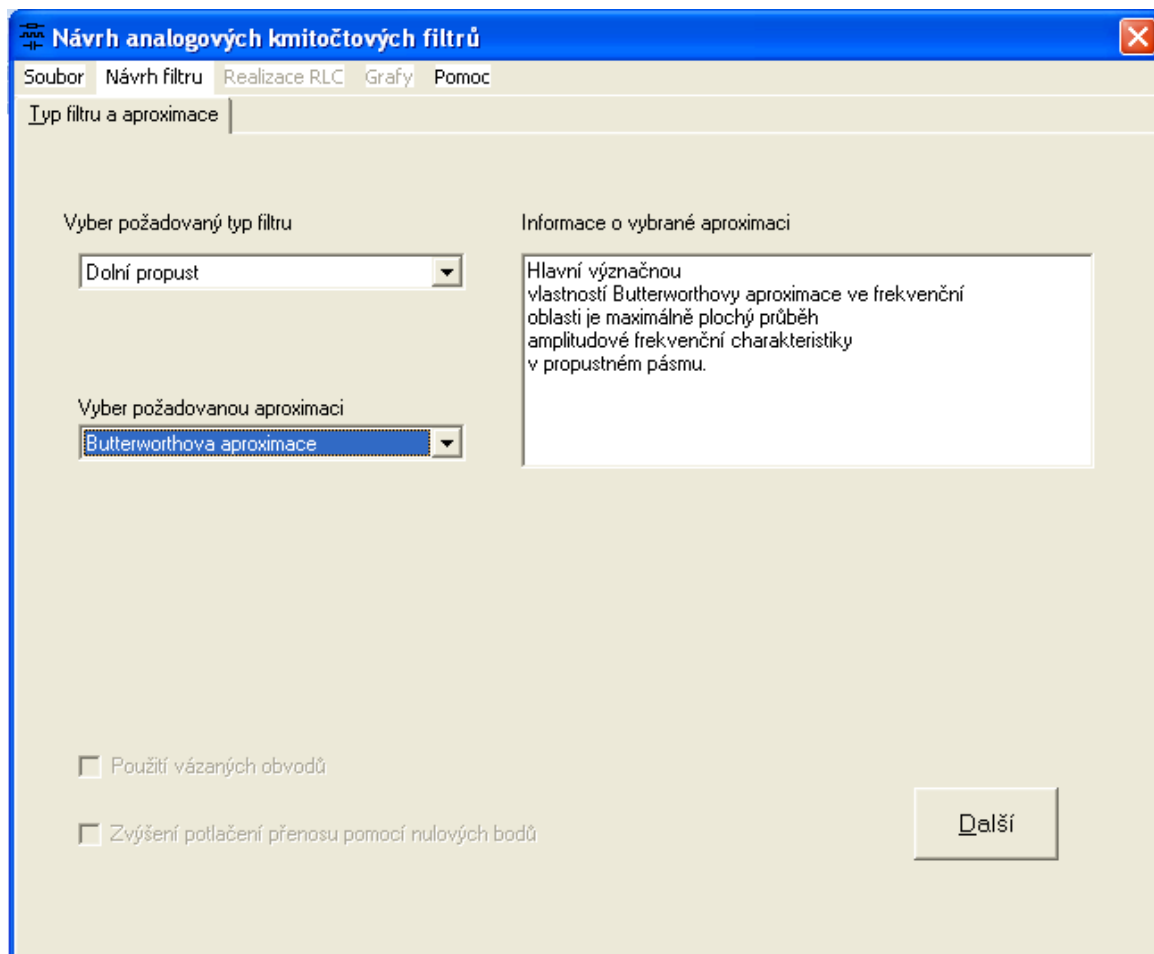 Návrh analogových kmitočtových filtrů
Soubor Návrh filtru Realizace RLC Grafy Pomoc
Typ filtru a aproximace
Vyber požadovaný typ filtru
Dolní propust
Vyber požadovanou aproximaci
Butterworthova aproximace
Informace o vybrané aproximaci
Hlavní význačnou
vlastností Butterworthovy aproximace ve frekvenční
oblasti je maximálně plochý průběh
amplitudové frekvenční charakteristiky
v propustném pásmu.
Použití vázaných obvodů
Zvýšení potlačení přenosu pomocí nulových bodů
Další